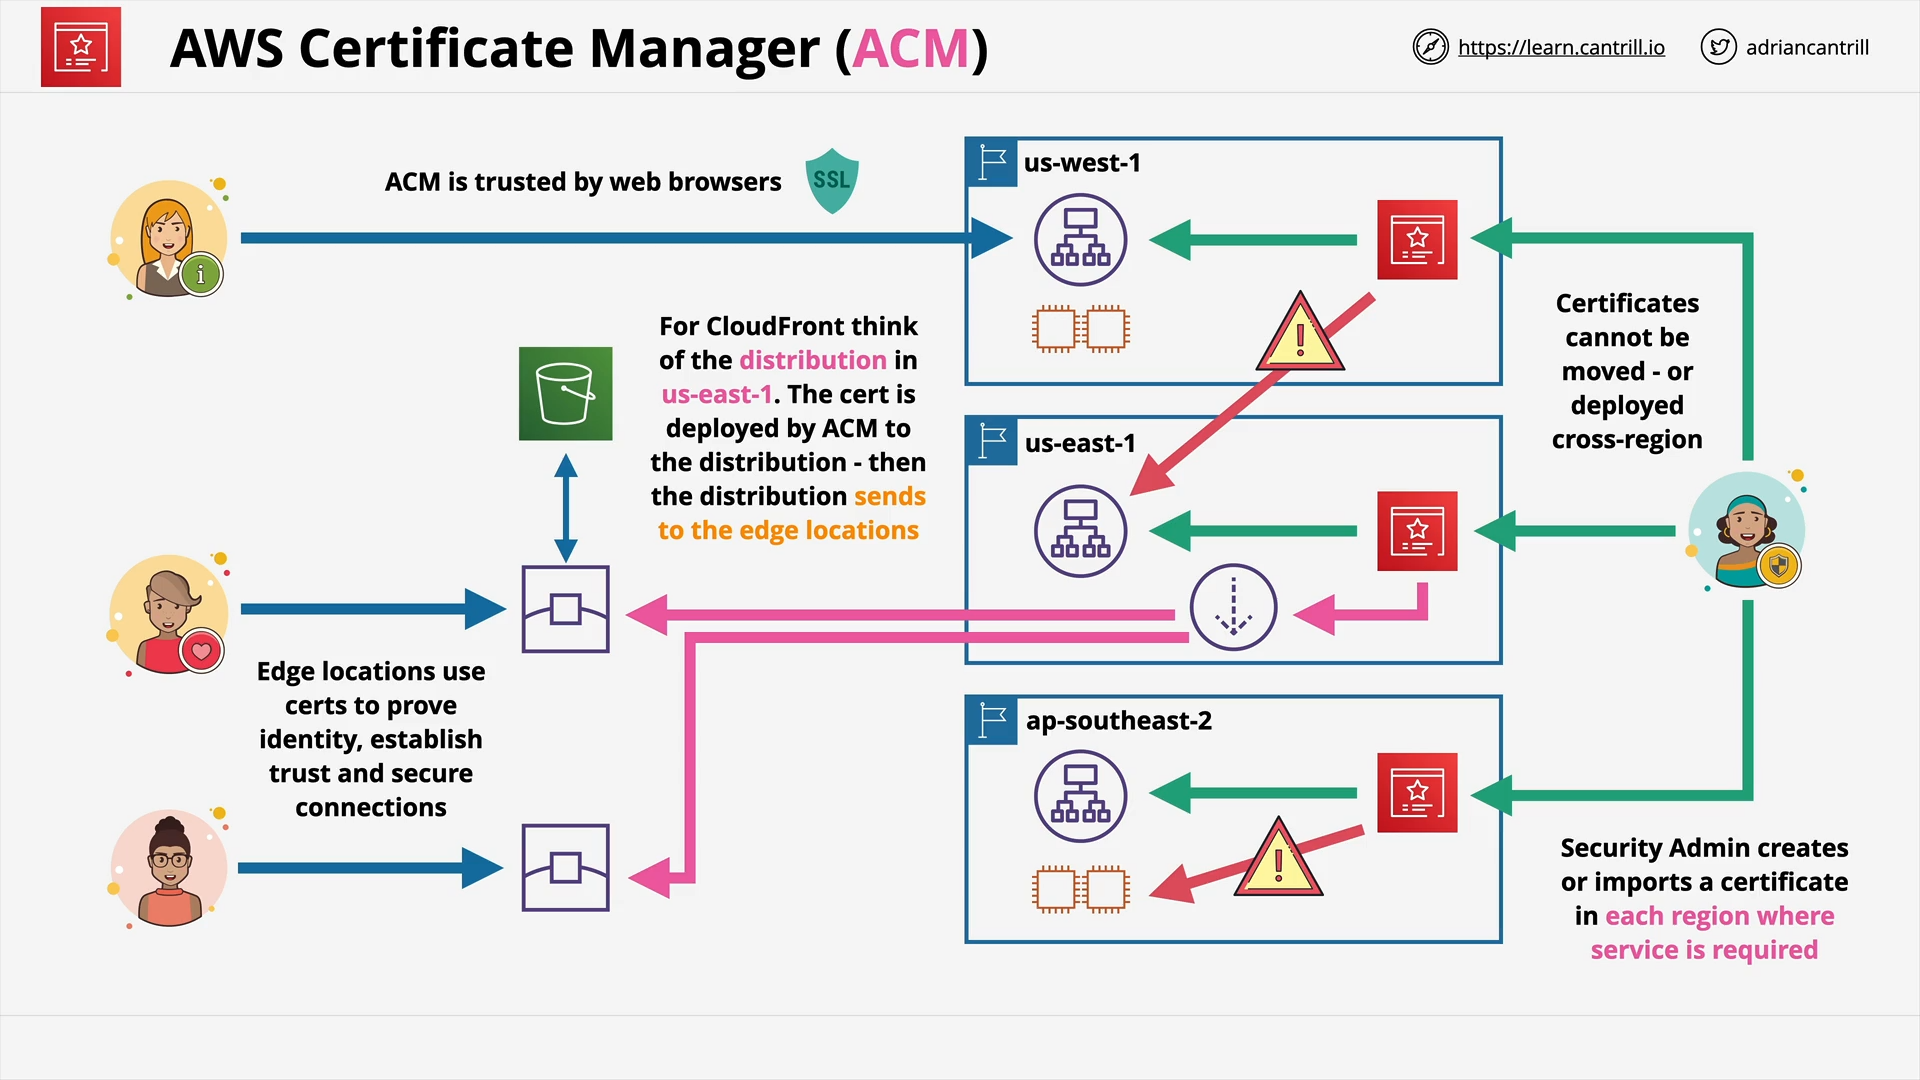 AWS Certificate Manager (ACM)
https://learn.cantrill.io
adriancantrill
ACM is trusted by web browsers
SSL
us-west-1
For CloudFront think
of the distribution in
us-east-1. The cert is
deployed by ACM to
the distribution - then
the distribution sends
to the edge locations
Certificates
cannot be
moved - or
deployed
cross-region
us-east-1
Edge locations use
certs to prove
identity, establish
trust and secure
connections
ap-southeast-2
Security Admin creates
or imports a certificate
in each region where
service is required